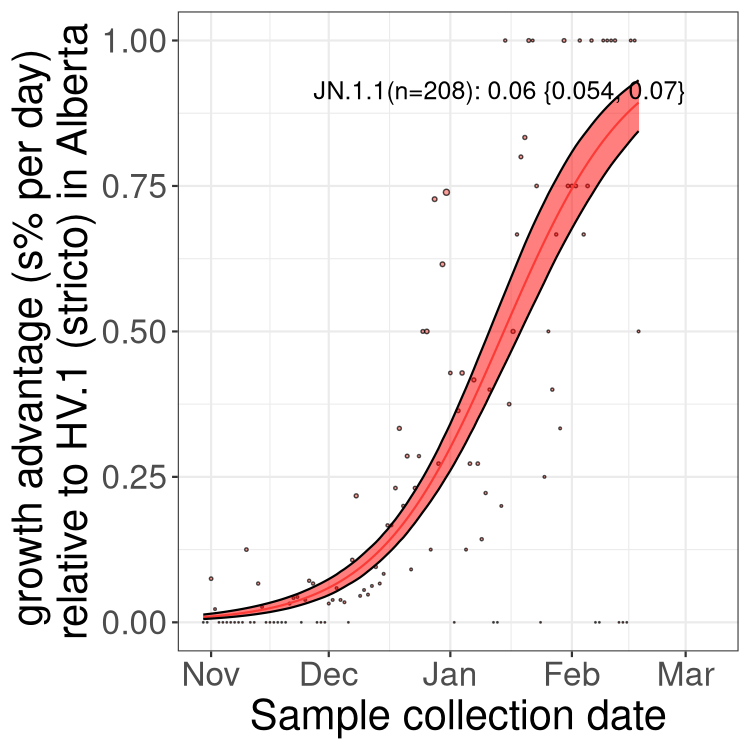 growth advantage (s% per day)
relative to HV.1 (stricto) in Alberta
1.00
JN.1.1(n=208): 0.06 {0.054, 0.07}
0.75
0.50
0.25
0.00
Nov Dec Jan Feb Mar
Sample collection date